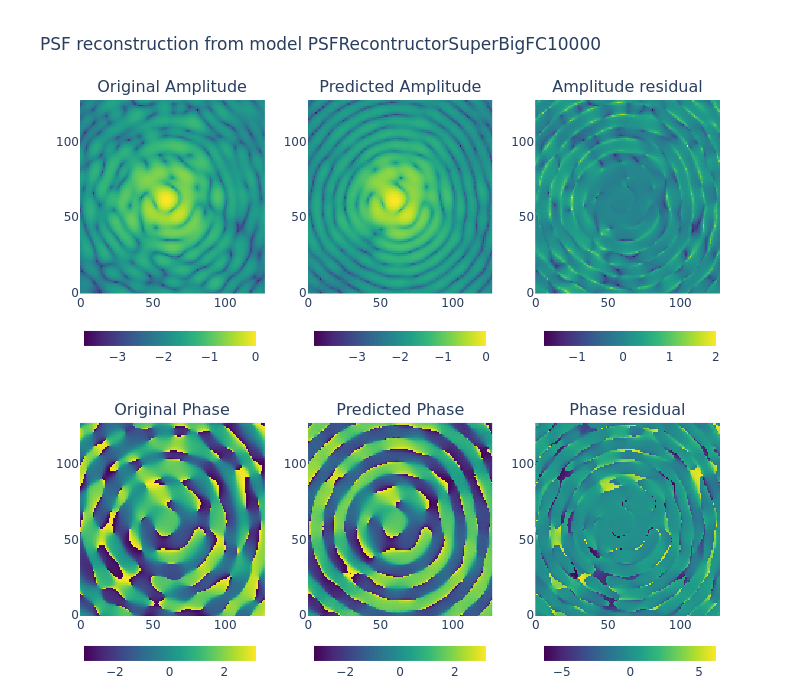 PSF reconstruction from model PSFRecontructorSuperBigFC10000
Original Amplitude
Predicted Amplitude
Amplitude residual
100
50
0
0 50 100
100
50
0
0 50 100
100
50
0
0 50 100
−3 −2 −1 0
−3 −2 −1 0
−1 0 1 2
Original Phase
Predicted Phase
Phase residual
100
50
0
0 50 100
100
50
0
0 50 100
100
50
0
0 50 100
−2 0 2
−2 0 2
−5 0 5